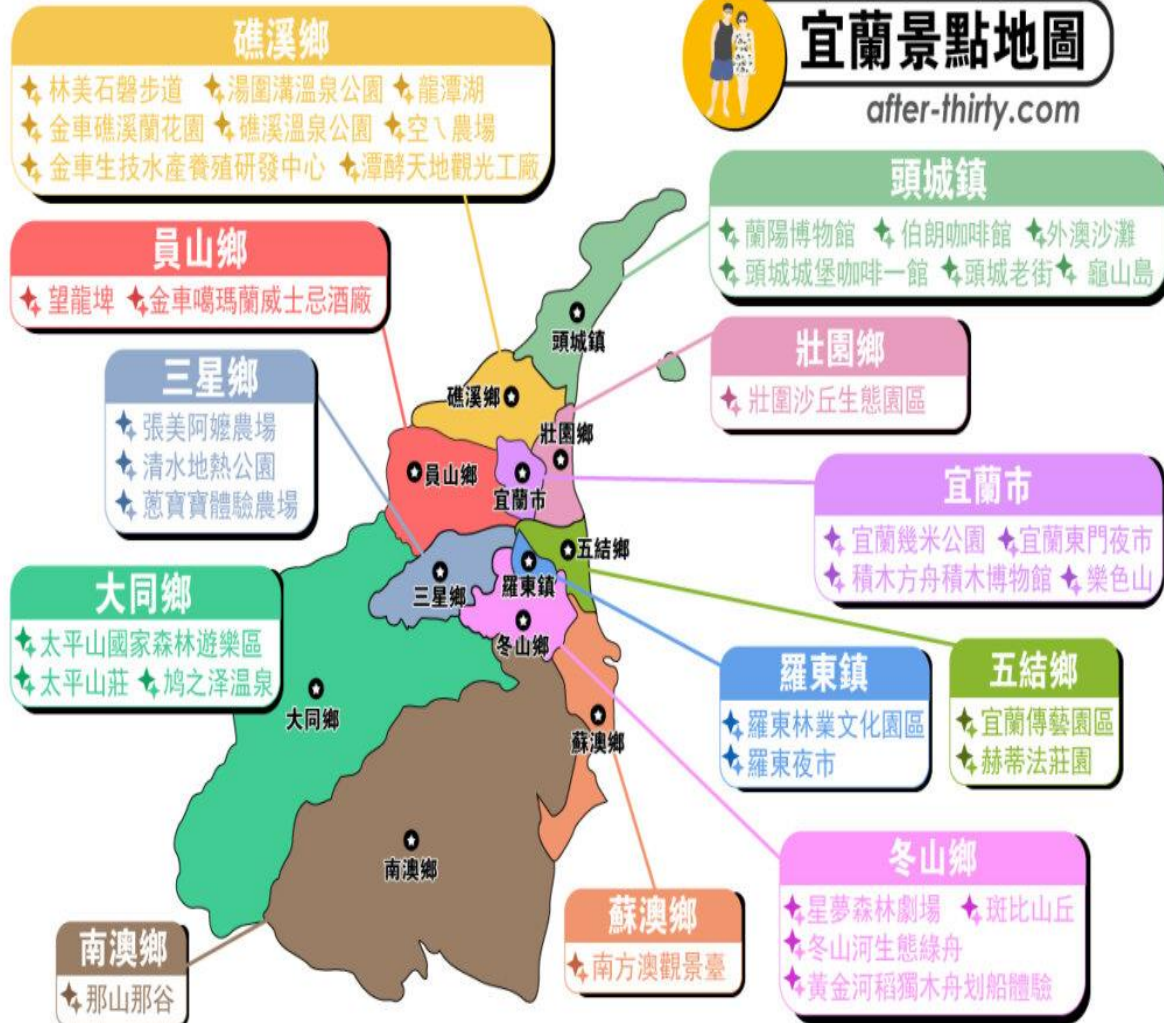 宜蘭景點地圖
after-thirty.com
礁溪鄉
林美石磐步道 湯圍溝溫泉公園 龍潭湖
金車礁溪蘭花園 礁溪溫泉公園 空ㄟ農場
金車生技水產養殖研發中心 潭酵天地觀光工廠
頭城鎮
蘭陽博物館 伯朗咖啡館 外澳沙灘
頭城城堡咖啡一館 頭城老街 龜山島
員山鄉
望龍埤 金車噶瑪蘭威士忌酒廠
壯園鄉
壯圍沙丘生態園區
三星鄉
張美阿嬤農場
清水地熱公園
蔥寶寶體驗農場
宜蘭市
宜蘭幾米公園 宜蘭東門夜市
積木方舟積木博物館 樂色山
大同鄉
太平山國家森林遊樂區
太平山莊 鸠之泽溫泉
羅東鎮
羅東林業文化園區
羅東夜市
五結鄉
宜蘭傳藝園區
赫蒂法莊園
冬山鄉
星夢森林劇場 斑比山丘
冬山河生態綠舟
黃金河稻獨木舟划船體驗
蘇澳鄉
南方澳觀景臺
南澳鄉
那山那谷
頭城鎮
礁溪鄉
壯園鄉
員山鄉
宜蘭市
五結鄉
羅東鎮
三星鄉
冬山鄉
大同鄉
蘇澳鄉
南澳鄉